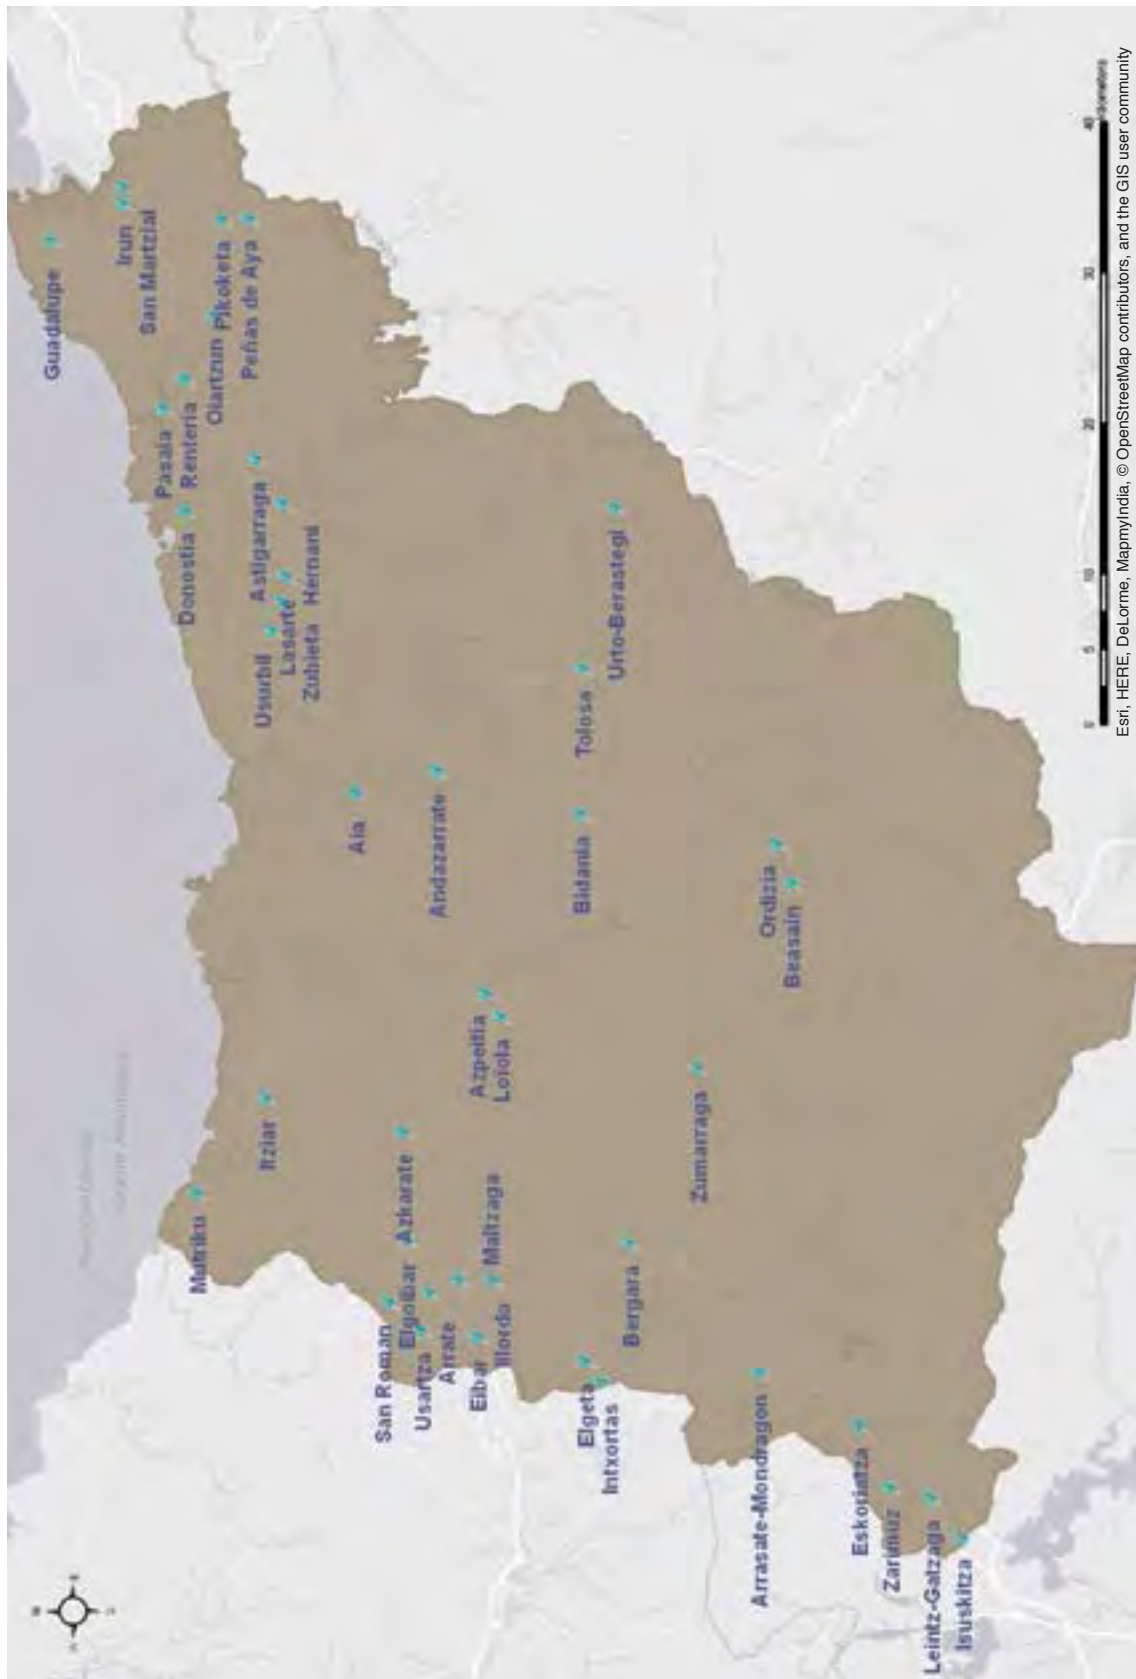 Guadalupe
Irun
San Martzial
Pasaia
Renteria
Oiartzun
Pikoketa
Peñas de Aya
Donostia
Astigarraga
Usurbil
Lasarte
Zubieta
Hernani
Aia
Andazarrate
Tolosa
Urto-Berastegi
Bidania
Ordizia
Beasain
Azpeitia
Loiola
Itziar
Mutriku
Azkarate
Elgoibar
Maltzaga
San Roman
Usartza
Arrate
Eibar
Illordo
Zumarraga
Bergara
Elgeta
Intxortas
Arrasate-Mondragon
Eskoriatza
Zarimuz
Leintz-Gatzaga
Isuskitza
0 5 10 20 30 40
Kilometers
Esri, HERE, DeLorme, MapmyIndia, © OpenStreetMap contributors, and the GIS user community